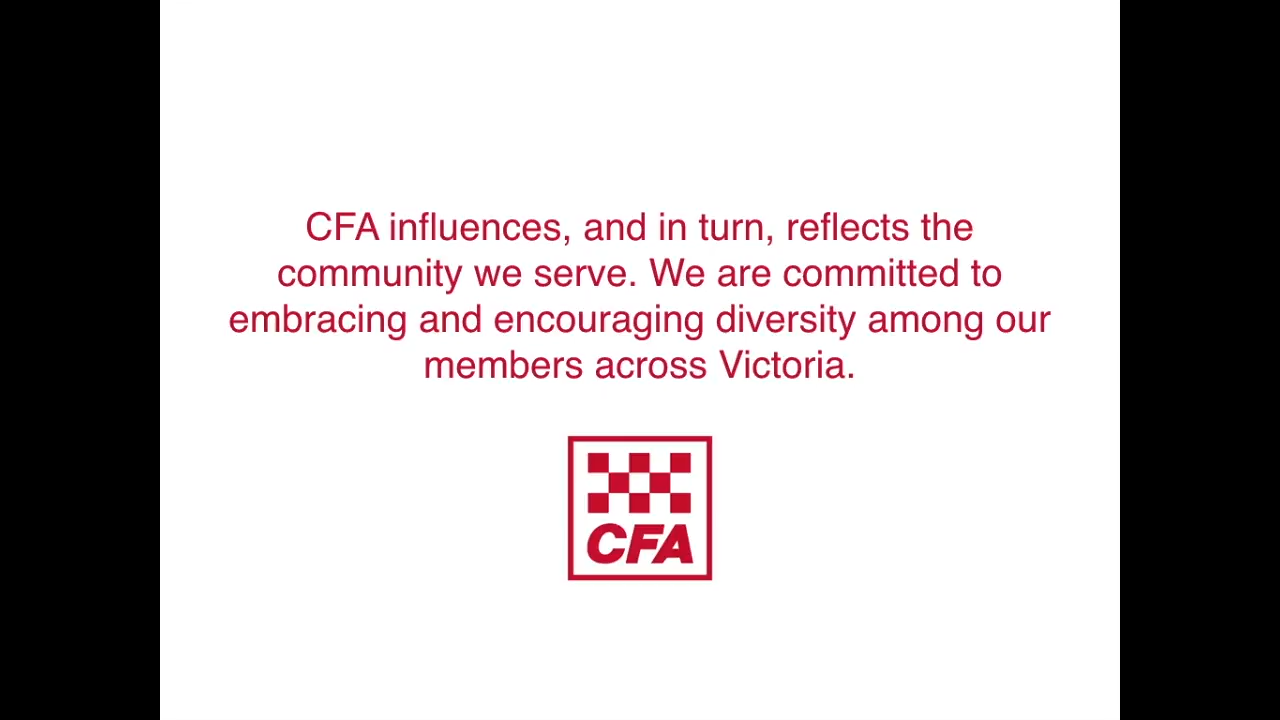 CFA influences, and in turn, reflects the
community we serve. We are committed to
embracing and encouraging diversity among our
members across Victoria.
CFA